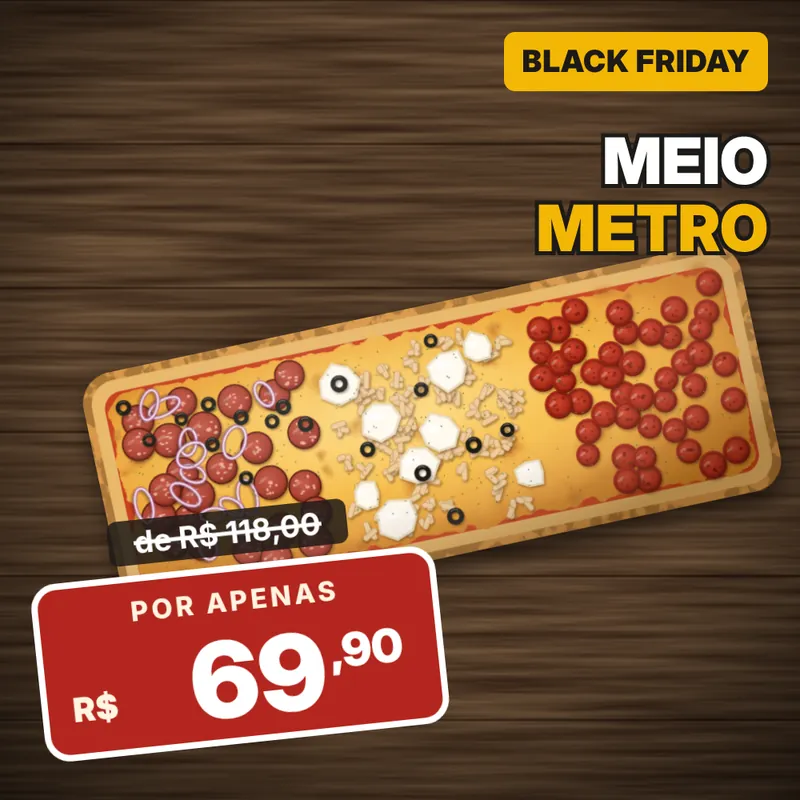 BLACK FRIDAY
MEIO
METRO
de R$ 118,00
POR APENAS
R$ 69,90